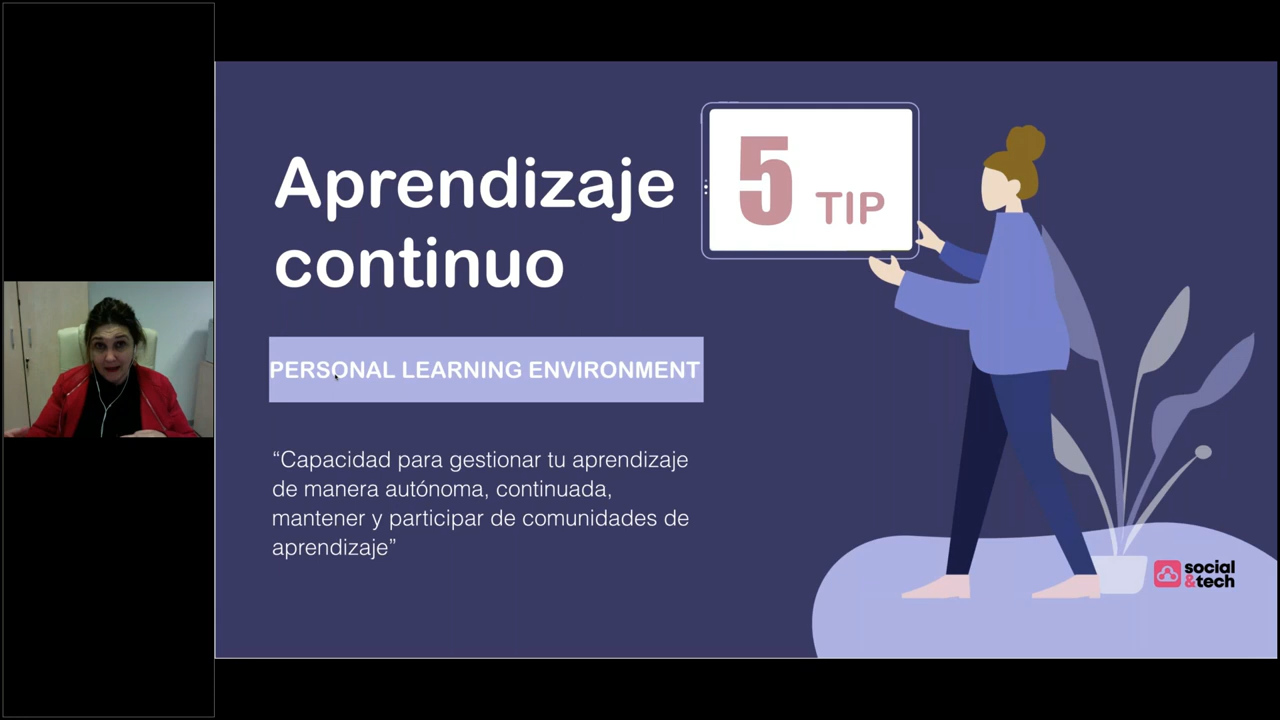 Aprendizaje
continuo
5 TIP
PERSONAL LEARNING ENVIRONMENT
“Capacidad para gestionar tu aprendizaje
de manera autónoma, continuada,
mantener y participar de comunidades de
aprendizaje”
social
&tech